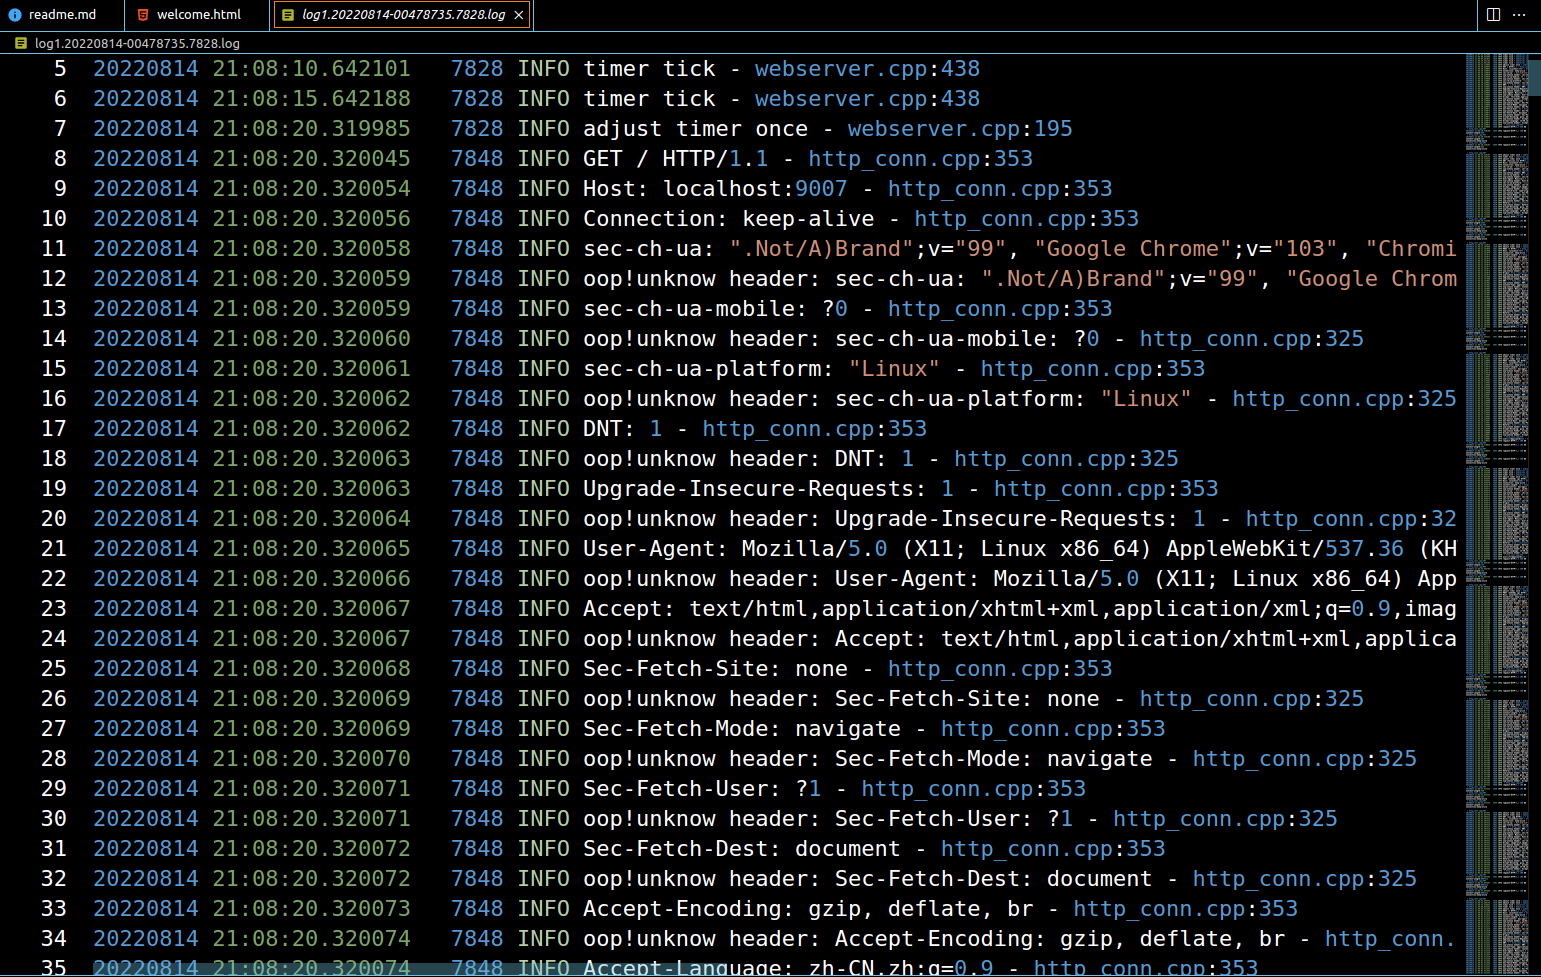 readme.md welcome.html log1.20220814-00478735.7828.log
log1.20220814-00478735.7828.log
5 20220814 21:08:10.642101 7828 INFO timer tick - webserver.cpp:438
6 20220814 21:08:15.642188 7828 INFO timer tick - webserver.cpp:438
7 20220814 21:08:20.319985 7828 INFO adjust timer once - webserver.cpp:195
8 20220814 21:08:20.320045 7848 INFO GET / HTTP/1.1 - http_conn.cpp:353
9 20220814 21:08:20.320054 7848 INFO Host: localhost:9007 - http_conn.cpp:353
10 20220814 21:08:20.320056 7848 INFO Connection: keep-alive - http_conn.cpp:353
11 20220814 21:08:20.320058 7848 INFO sec-ch-ua: ".Not/A)Brand";v="99", "Google Chrome";v="103", "Chromi
12 20220814 21:08:20.320059 7848 INFO oop!unknow header: sec-ch-ua: ".Not/A)Brand";v="99", "Google Chrom
13 20220814 21:08:20.320059 7848 INFO sec-ch-ua-mobile: ?0 - http_conn.cpp:353
14 20220814 21:08:20.320060 7848 INFO oop!unknow header: sec-ch-ua-mobile: ?0 - http_conn.cpp:325
15 20220814 21:08:20.320061 7848 INFO sec-ch-ua-platform: "Linux" - http_conn.cpp:353
16 20220814 21:08:20.320062 7848 INFO oop!unknow header: sec-ch-ua-platform: "Linux" - http_conn.cpp:325
17 20220814 21:08:20.320062 7848 INFO DNT: 1 - http_conn.cpp:353
18 20220814 21:08:20.320063 7848 INFO oop!unknow header: DNT: 1 - http_conn.cpp:325
19 20220814 21:08:20.320063 7848 INFO Upgrade-Insecure-Requests: 1 - http_conn.cpp:353
20 20220814 21:08:20.320064 7848 INFO oop!unknow header: Upgrade-Insecure-Requests: 1 - http_conn.cpp:32
21 20220814 21:08:20.320065 7848 INFO User-Agent: Mozilla/5.0 (X11; Linux x86_64) AppleWebKit/537.36 (KH
22 20220814 21:08:20.320066 7848 INFO oop!unknow header: User-Agent: Mozilla/5.0 (X11; Linux x86_64) App
23 20220814 21:08:20.320067 7848 INFO Accept: text/html,application/xhtml+xml,application/xml;q=0.9,imag
24 20220814 21:08:20.320067 7848 INFO oop!unknow header: Accept: text/html,application/xhtml+xml,applica
25 20220814 21:08:20.320068 7848 INFO Sec-Fetch-Site: none - http_conn.cpp:353
26 20220814 21:08:20.320069 7848 INFO oop!unknow header: Sec-Fetch-Site: none - http_conn.cpp:325
27 20220814 21:08:20.320069 7848 INFO Sec-Fetch-Mode: navigate - http_conn.cpp:353
28 20220814 21:08:20.320070 7848 INFO oop!unknow header: Sec-Fetch-Mode: navigate - http_conn.cpp:325
29 20220814 21:08:20.320071 7848 INFO Sec-Fetch-User: ?1 - http_conn.cpp:353
30 20220814 21:08:20.320071 7848 INFO oop!unknow header: Sec-Fetch-User: ?1 - http_conn.cpp:325
31 20220814 21:08:20.320072 7848 INFO Sec-Fetch-Dest: document - http_conn.cpp:353
32 20220814 21:08:20.320072 7848 INFO oop!unknow header: Sec-Fetch-Dest: document - http_conn.cpp:325
33 20220814 21:08:20.320073 7848 INFO Accept-Encoding: gzip, deflate, br - http_conn.cpp:353
34 20220814 21:08:20.320074 7848 INFO oop!unknow header: Accept-Encoding: gzip, deflate, br - http_conn.
35 20220814 21:08:20.320074 7848 INFO Accept-Language: zh-CN,zh;q=0.9 - http_conn.cpp:353